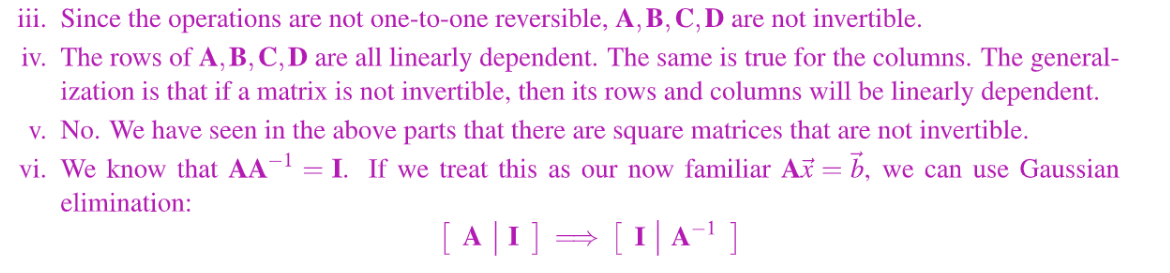 iii. Since the operations are not one-to-one reversible, A, B, C, D are not invertible.
iv. The rows of A, B, C, D are all linearly dependent. The same is true for the columns. The general-
ization is that if a matrix is not invertible, then its rows and columns will be linearly dependent.
v. No. We have seen in the above parts that there are square matrices that are not invertible.
vi. We know that AA⁻¹ = I. If we treat this as our now familiar Ax⃗ = b⃗, we can use Gaussian
elimination:
[ A | I ] ⟹ [ I | A⁻¹ ]